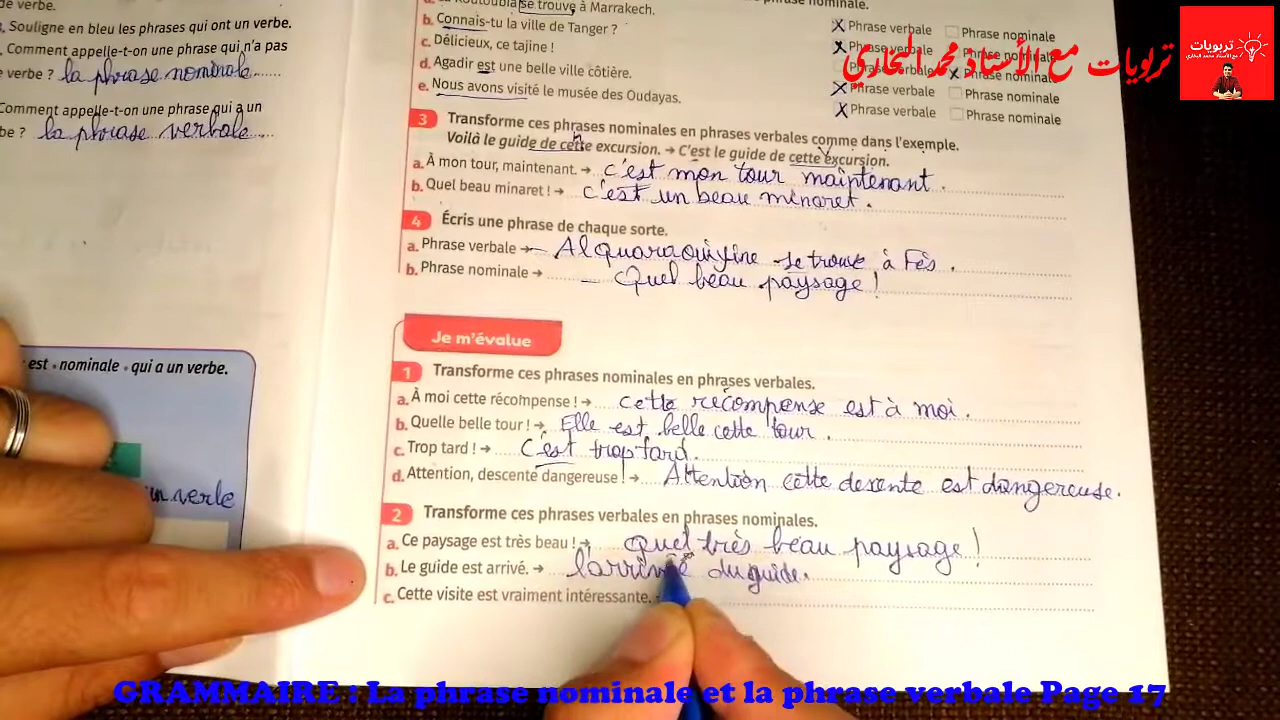 de verbe.
Souligne en bleu les phrases qui ont un verbe.
Comment appelle-t-on une phrase qui n'a pas
verbe ? la phrase nominale
Comment appelle-t-on une phrase qui a un
be ? la phrase verbale
est • nominale • qui a un verbe.
un verbe
se trouve à Marrakech.
b. Connais-tu la ville de Tanger ?
c. Délicieux, ce tajine !
d. Agadir est une belle ville côtière.
e. Nous avons visité le musée des Oudayas.
X Phrase verbale Phrase nominale
X Phrase verbale Phrase nominale
Phrase verbale X Phrase nominale
X Phrase verbale Phrase nominale
X Phrase verbale Phrase nominale
3 Transforme ces phrases nominales en phrases verbales comme dans l'exemple.
Voilà le guide de cette excursion. → C'est le guide de cette excursion.
a. À mon tour, maintenant. → c'est mon tour maintenant.
b. Quel beau minaret ! → c'est un beau minaret.
4 Écris une phrase de chaque sorte.
a. Phrase verbale → – Al quaraouiyine se trouve à Fès.
b. Phrase nominale → – Quel beau paysage !
Je m'évalue
1 Transforme ces phrases nominales en phrases verbales.
a. À moi cette récompense ! → cette récompense est à moi.
b. Quelle belle tour ! → Elle est belle cette tour.
c. Trop tard ! → C'est trop tard.
d. Attention, descente dangereuse ! → Attention cette desente est dangereuse.
2 Transforme ces phrases verbales en phrases nominales.
a. Ce paysage est très beau ! → Quel très beau paysage !
b. Le guide est arrivé. → l'arrivée du guide.
c. Cette visite est vraiment intéressante.
تربويات مع الأستاذ محمد البخاري
تربويات
GRAMMAIRE : La phrase nominale et la phrase verbale Page 17